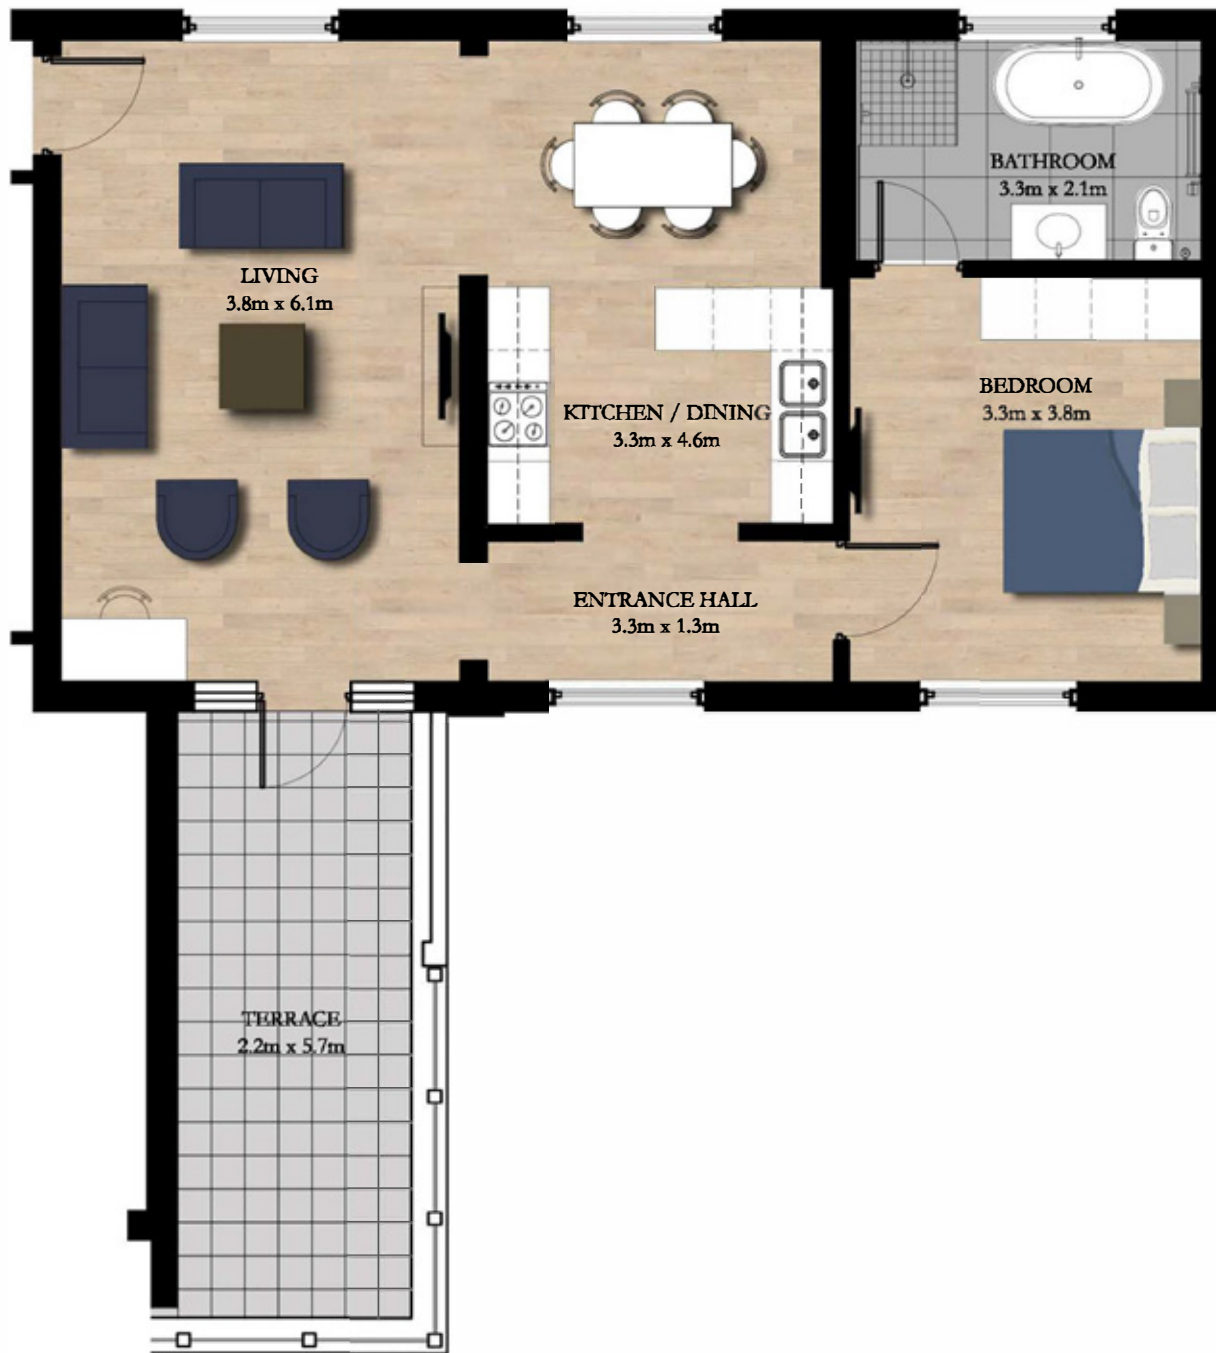 BATHROOM
3.3m x 2.1m
LIVING
3.8m x 6.1m
BEDROOM
3.3m x 3.8m
KITCHEN / DINING
3.3m x 4.6m
ENTRANCE HALL
3.3m x 1.3m
TERRACE
2.2m x 5.7m